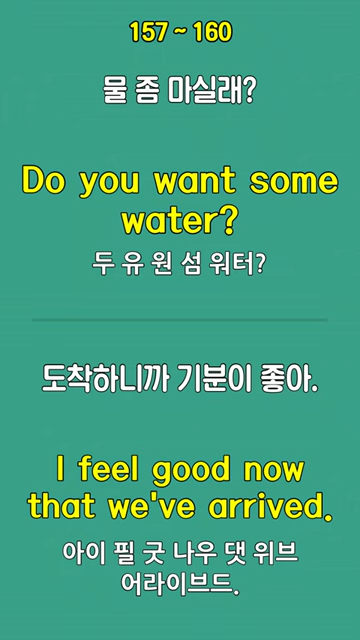 157 ~ 160
물 좀 마실래?
Do you want some
water?
두 유 원 섬 워터?
도착하니까 기분이 좋아.
I feel good now
that we've arrived.
아이 필 굿 나우 댓 위브
어라이브드.